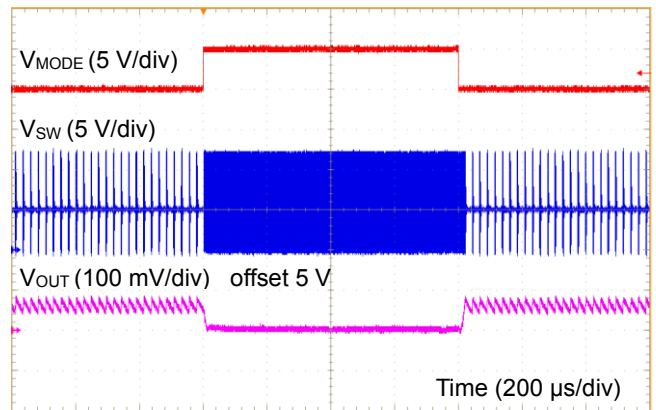 VMODE (5 V/div)
VSW (5 V/div)
VOUT (100 mV/div) offset 5 V
Time (200 µs/div)